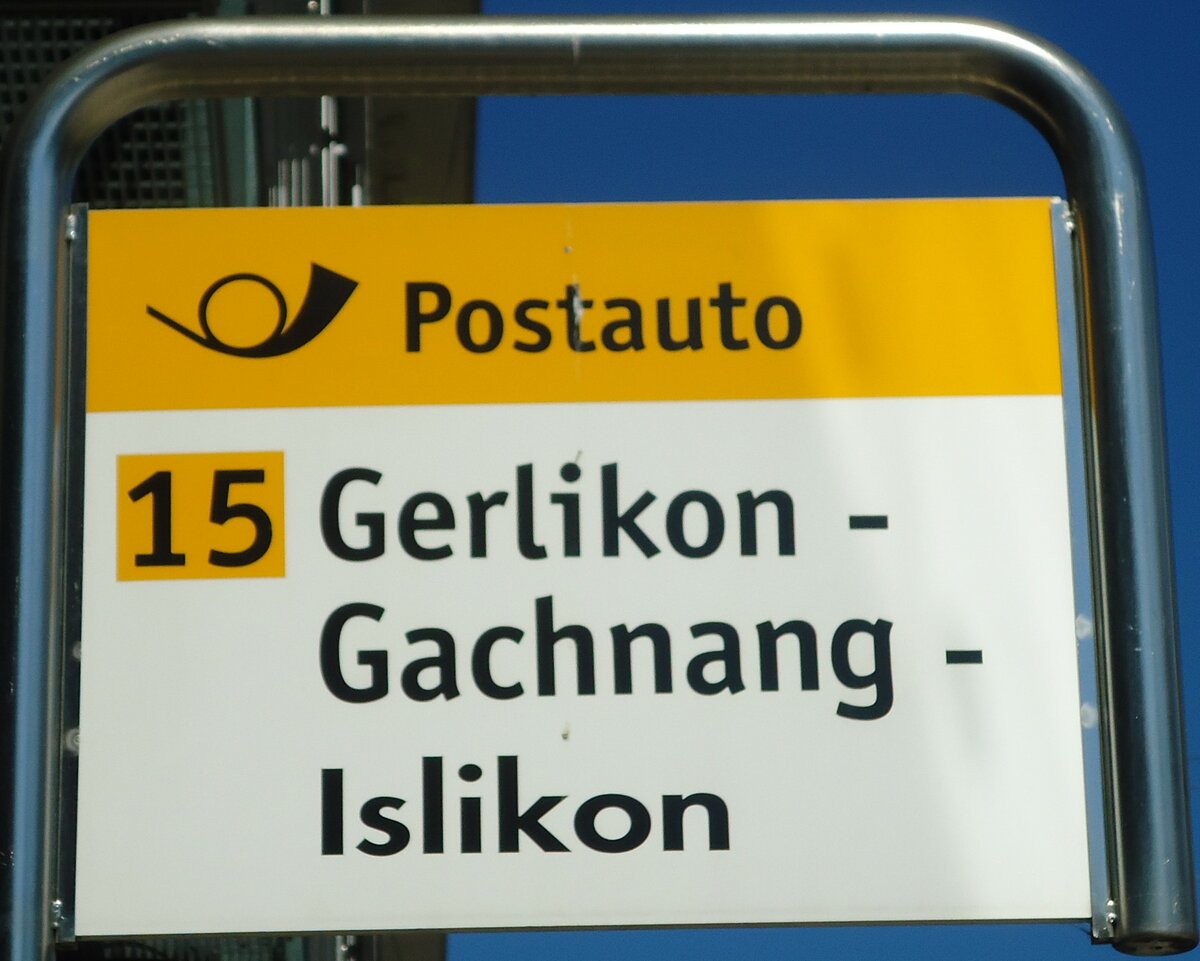 Postauto
15 Gerlikon -
Gachnang -
Islikon